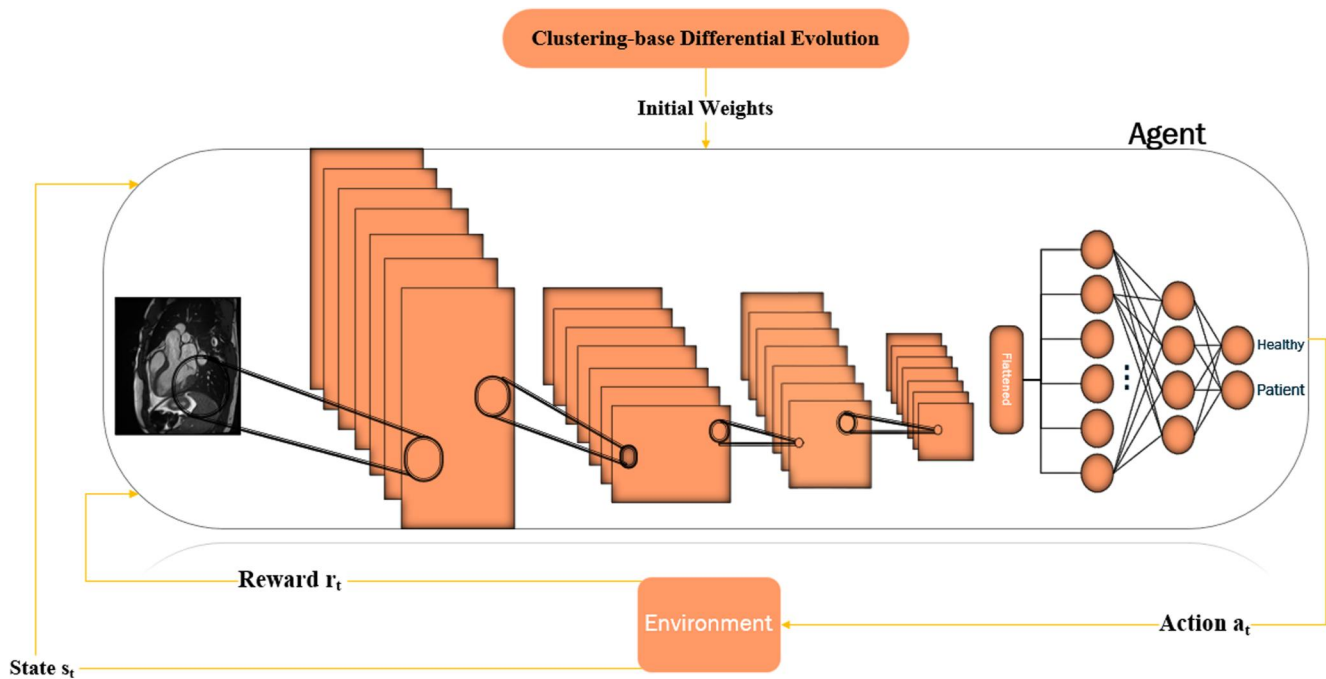 Clustering-base Differential Evolution
Initial Weights
Agent
Flattened
Healthy
Patient
Reward rt
Environment
Action at
State st